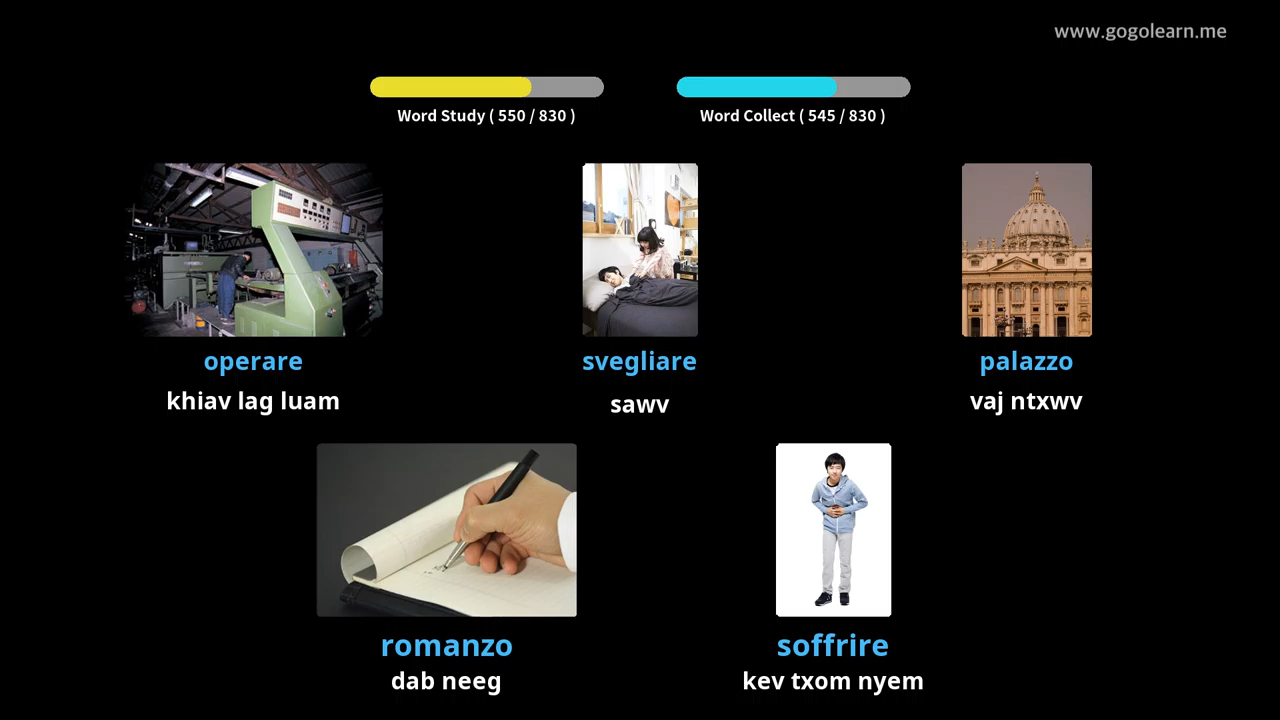 www.gogolearn.me
Word Study ( 550 / 830 )
Word Collect ( 545 / 830 )
operare
khiav lag luam
svegliare
sawv
palazzo
vaj ntxwv
romanzo
dab neeg
soffrire
kev txom nyem